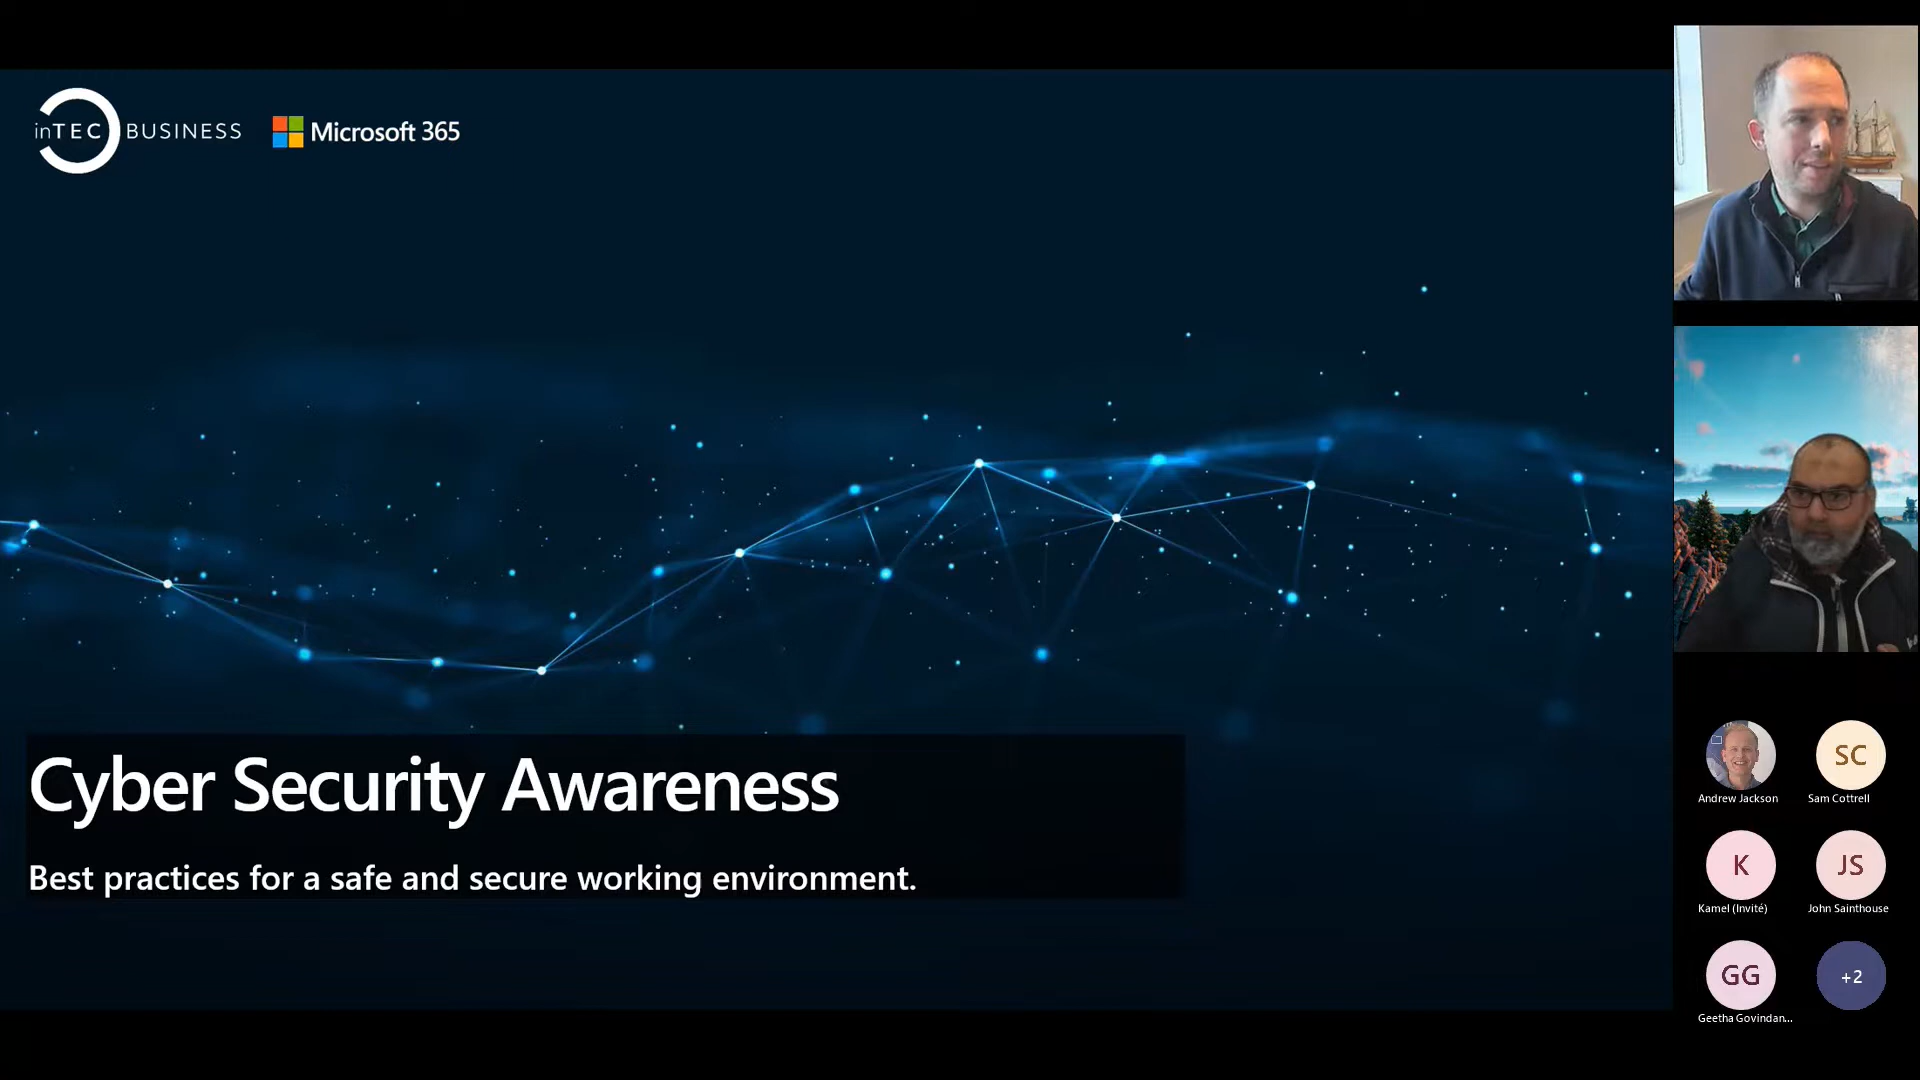 inTEC BUSINESS
Microsoft 365
Cyber Security Awareness
Best practices for a safe and secure working environment.
Andrew Jackson
SC
Sam Cottrell
K
Kamel (Invité)
JS
John Sainthouse
GG
Geetha Govindan...
+2